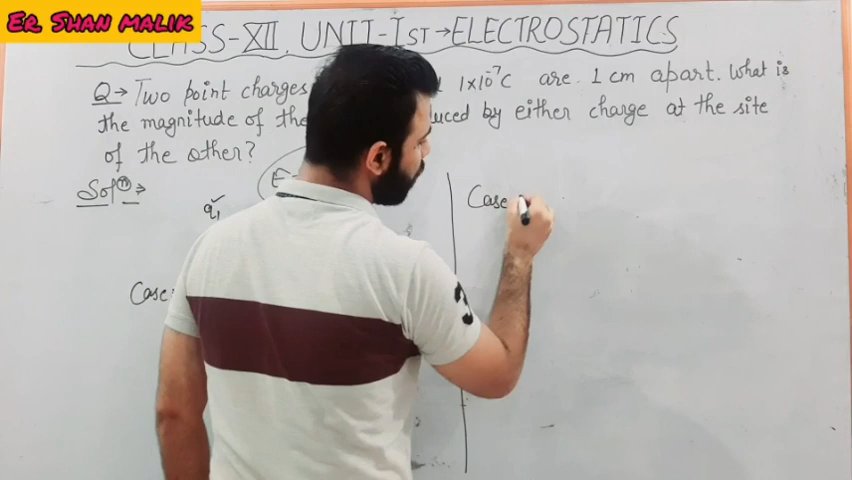 Er. Shan malik
CLASS-XII, UNIT-Ist → ELECTROSTATICS
Q→ Two point charges 1×10⁻⁷C are 1 cm apart. What is
the magnitude of the by either charge at the site
of the other?
Solⁿ→
E=
q₁
Case
Case
3